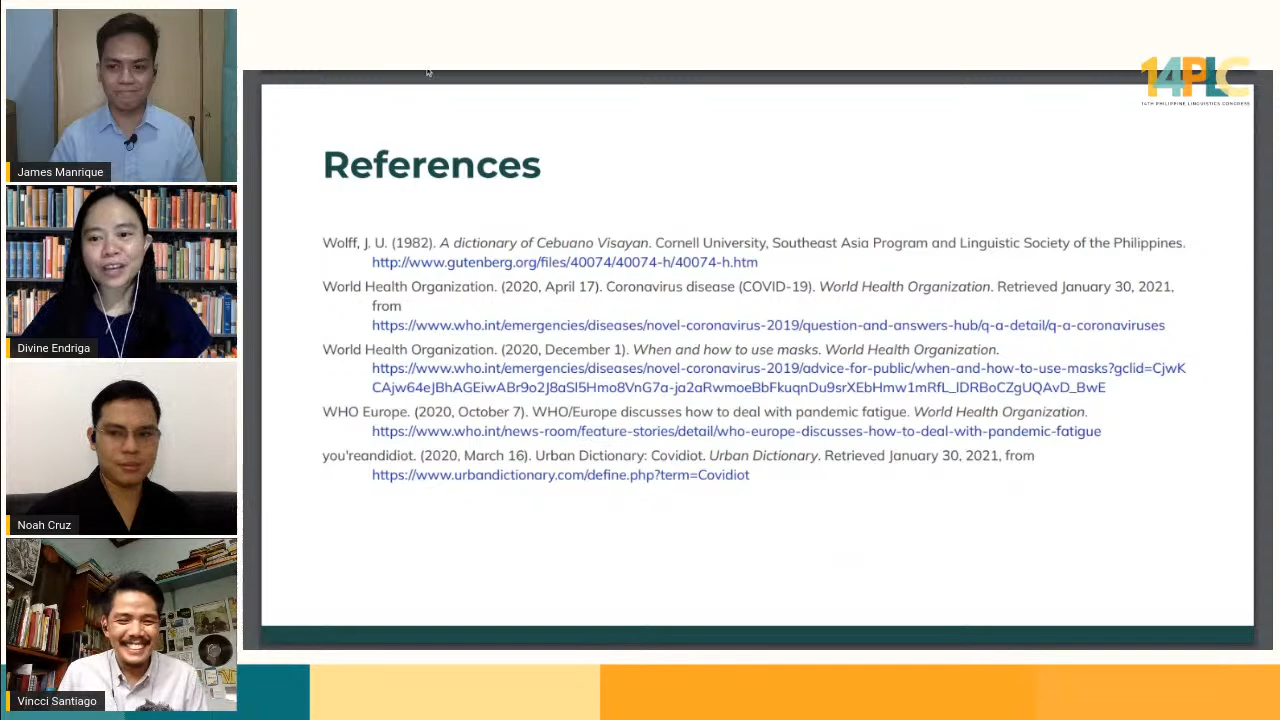 James Manrique
Divine Endriga
Noah Cruz
Vincci Santiago
14PLC
14TH PHILIPPINE LINGUISTICS CONGRESS
References
Wolff, J. U. (1982). A dictionary of Cebuano Visayan. Cornell University, Southeast Asia Program and Linguistic Society of the Philippines.
http://www.gutenberg.org/files/40074/40074-h/40074-h.htm
World Health Organization. (2020, April 17). Coronavirus disease (COVID-19). World Health Organization. Retrieved January 30, 2021,
from
https://www.who.int/emergencies/diseases/novel-coronavirus-2019/question-and-answers-hub/q-a-detail/q-a-coronaviruses
World Health Organization. (2020, December 1). When and how to use masks. World Health Organization.
https://www.who.int/emergencies/diseases/novel-coronavirus-2019/advice-for-public/when-and-how-to-use-masks?gclid=CjwK
CAjw64eJBhAGEiwABr9o2J8aSl5Hmo8VnG7a-ja2aRwmoeBbFkuqnDu9srXEbHmw1mRfL_lDRBoCZgUQAvD_BwE
WHO Europe. (2020, October 7). WHO/Europe discusses how to deal with pandemic fatigue. World Health Organization.
https://www.who.int/news-room/feature-stories/detail/who-europe-discusses-how-to-deal-with-pandemic-fatigue
you'reandidiot. (2020, March 16). Urban Dictionary: Covidiot. Urban Dictionary. Retrieved January 30, 2021, from
https://www.urbandictionary.com/define.php?term=Covidiot